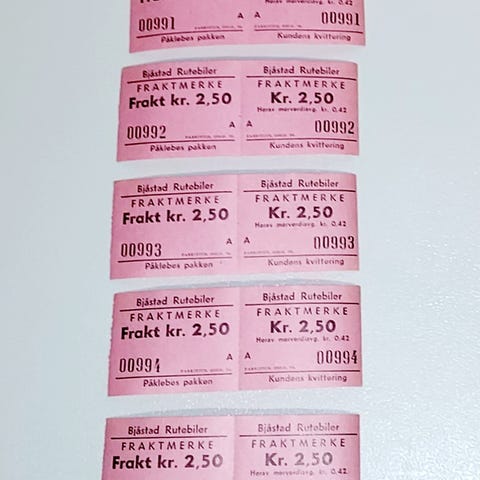 00991 A A 00991
Påklebes pakken Kundens kvittering
Bjåstad Rutebiler Bjåstad Rutebiler
FRAKTMERKE FRAKTMERKE
Frakt kr. 2,50 Kr. 2,50
Herav merverdiavg. kr. 0.42
00992 A A 00992
Påklebes pakken Kundens kvittering
Bjåstad Rutebiler Bjåstad Rutebiler
FRAKTMERKE FRAKTMERKE
Frakt kr. 2,50 Kr. 2,50
Herav merverdiavg. kr. 0.42
00993 A A 00993
Påklebes pakken Kundens kvittering
Bjåstad Rutebiler Bjåstad Rutebiler
FRAKTMERKE FRAKTMERKE
Frakt kr. 2,50 Kr. 2,50
Herav merverdiavg. kr. 0.42
00994 A A 00994
Påklebes pakken Kundens kvittering
Bjåstad Rutebiler Bjåstad Rutebiler
FRAKTMERKE FRAKTMERKE
Frakt kr. 2,50 Kr. 2,50
Herav merverdiavg. kr. 0.42